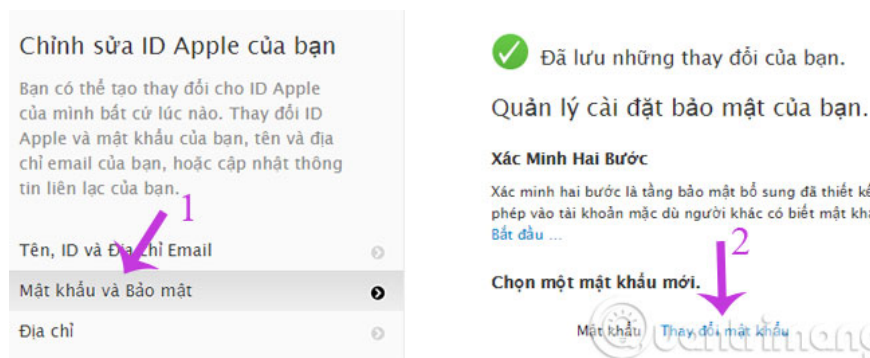 Chỉnh sửa ID Apple của bạn
Bạn có thể tạo thay đổi cho ID Apple
của mình bất cứ lúc nào. Thay đổi ID
Apple và mật khẩu của bạn, tên và địa
chỉ email của bạn, hoặc cập nhật thông
tin liên lạc của bạn.
1
Tên, ID và Địa chỉ Email
Mật khẩu và Bảo mật
Địa chỉ
Đã lưu những thay đổi của bạn.
Quản lý cài đặt bảo mật của bạn.
Xác Minh Hai Bước
Xác minh hai bước là tầng bảo mật bổ sung đã thiết kế
phép vào tài khoản mặc dù người khác có biết mật
Bắt đầu ...
2
Chọn một mật khẩu mới.
Mật khẩu Thay đổi mật khẩu
quantrimang